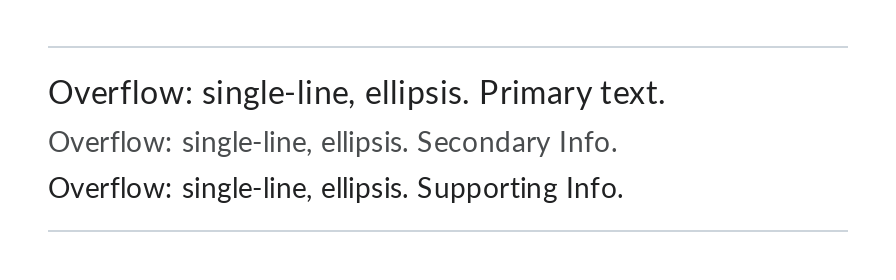 Overflow: single-line, ellipsis. Primary text.
Overflow: single-line, ellipsis. Secondary Info.
Overflow: single-line, ellipsis. Supporting Info.